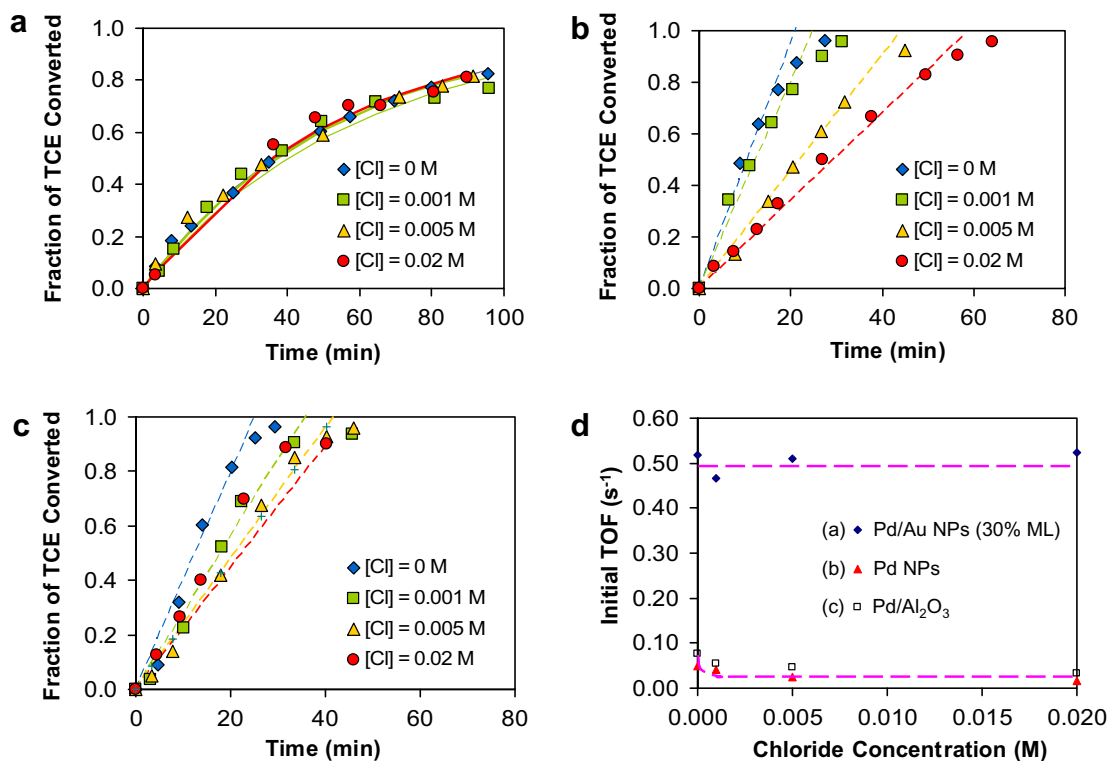 a
Fraction of TCE Converted
1.0
0.8
0.6
0.4
0.2
0.0
[Cl] = 0 M
[Cl] = 0.001 M
[Cl] = 0.005 M
[Cl] = 0.02 M
0 20 40 60 80 100
Time (min)
b
Fraction of TCE Converted
1.0
0.8
0.6
0.4
0.2
0.0
[Cl] = 0 M
[Cl] = 0.001 M
[Cl] = 0.005 M
[Cl] = 0.02 M
0 20 40 60 80
Time (min)
c
Fraction of TCE Converted
1.0
0.8
0.6
0.4
0.2
0.0
[Cl] = 0 M
[Cl] = 0.001 M
[Cl] = 0.005 M
[Cl] = 0.02 M
0 20 40 60 80
Time (min)
d
Initial TOF (s⁻¹)
0.60
0.50
0.40
0.30
0.20
0.10
0.00
(a) Pd/Au NPs (30% ML)
(b) Pd NPs
(c) Pd/Al₂O₃
0.000 0.005 0.010 0.015 0.020
Chloride Concentration (M)